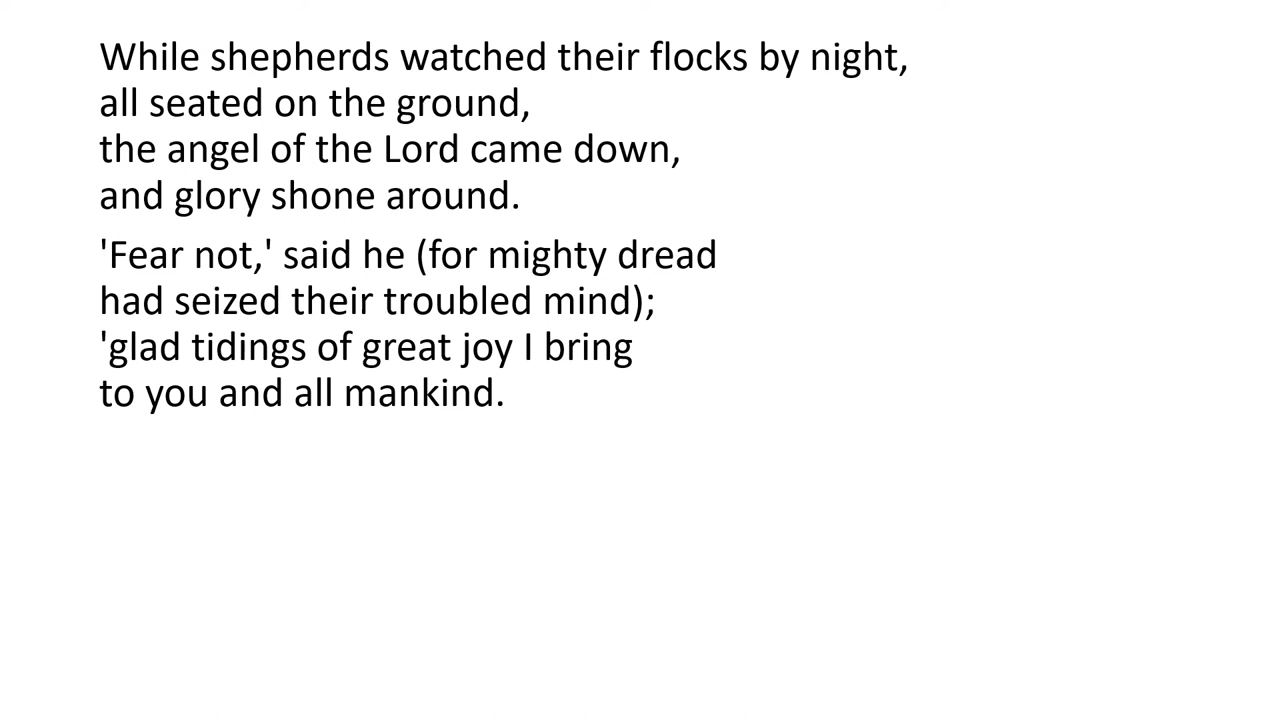 While shepherds watched their flocks by night,
all seated on the ground,
the angel of the Lord came down,
and glory shone around.
'Fear not,' said he (for mighty dread
had seized their troubled mind);
'glad tidings of great joy I bring
to you and all mankind.